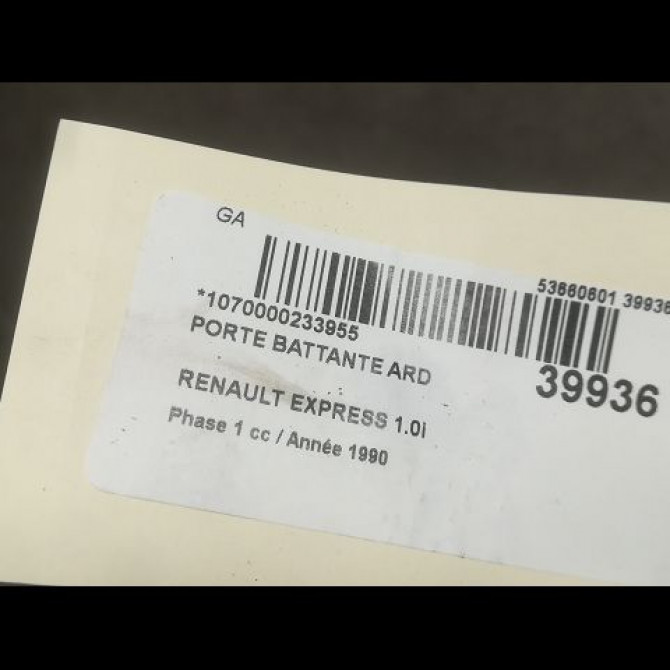 GA
53660601 39936
*1070000233955
PORTE BATTANTE ARD
39936
RENAULT EXPRESS 1.0i
Phase 1 cc / Année 1990